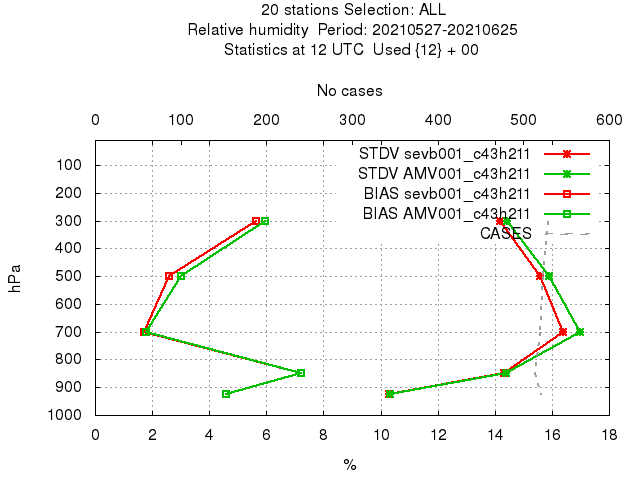 20 stations Selection: ALL
Relative humidity Period: 20210527-20210625
Statistics at 12 UTC Used {12} + 00
No cases
0 100 200 300 400 500 600
STDV sevb001_c43h211
STDV AMV001_c43h211
BIAS sevb001_c43h211
BIAS AMV001_c43h211
CASES
100
200
300
400
500
600
700
800
900
1000
hPa
0 2 4 6 8 10 12 14 16 18
%